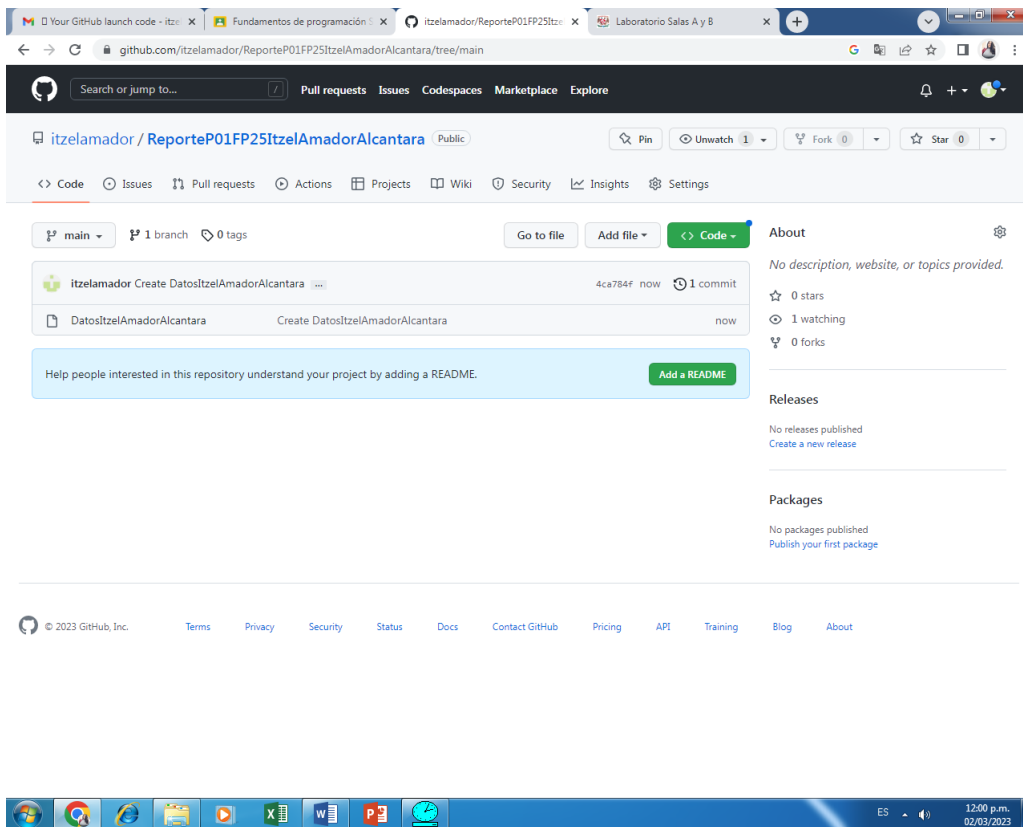 Your GitHub launch code - itze
Fundamentos de programación S
itzelamador/ReporteP01FP25Itze
Laboratorio Salas A y B
github.com/itzelamador/ReporteP01FP25ItzelAmadorAlcantara/tree/main
Search or jump to... /
Pull requests Issues Codespaces Marketplace Explore
itzelamador / ReporteP01FP25ItzelAmadorAlcantara Public
Pin Unwatch 1 Fork 0 Star 0
Code Issues Pull requests Actions Projects Wiki Security Insights Settings
main 1 branch 0 tags Go to file Add file Code
itzelamador Create DatosItzelAmadorAlcantara ... 4ca784f now 1 commit
DatosItzelAmadorAlcantara Create DatosItzelAmadorAlcantara now
Help people interested in this repository understand your project by adding a README. Add a README
About
No description, website, or topics provided.
0 stars
1 watching
0 forks
Releases
No releases published
Create a new release
Packages
No packages published
Publish your first package
© 2023 GitHub, Inc. Terms Privacy Security Status Docs Contact GitHub Pricing API Training Blog About
ES 12:00 p.m.
02/03/2023